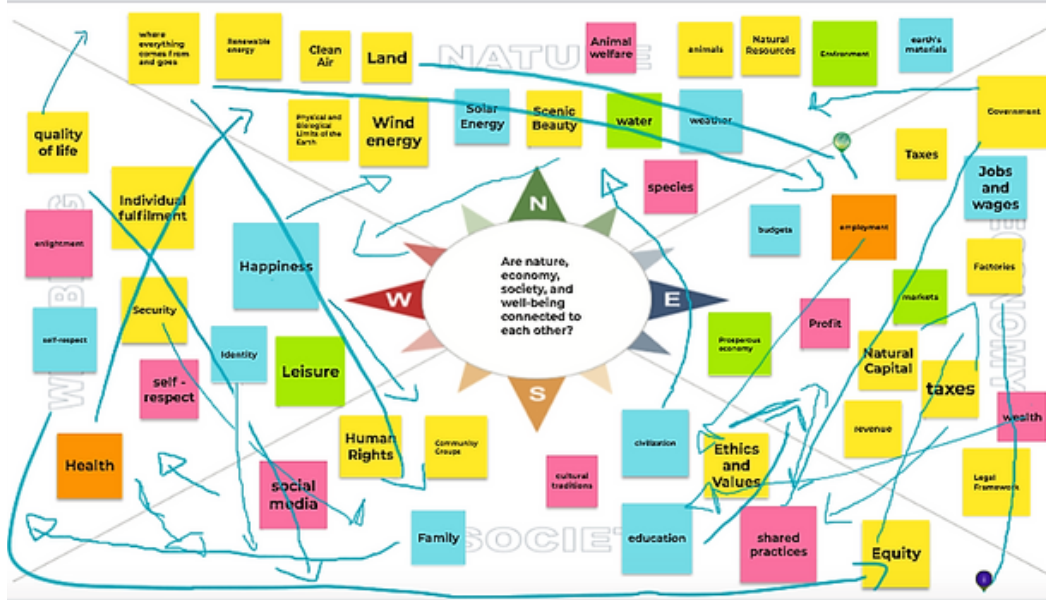 where
everything
comes from
and goes
Renewable
energy
Clean
Air
Land
NATURE
Animal
welfare
animals
Natural
Resources
Environment
earth's
materials
quality
of life
Physical and
Biological
Limits of the
Earth
Wind
energy
Solar
Energy
Scenic
Beauty
water
weather
Government
Taxes
Jobs
and
wages
species
Individual
fulfilment
enlightment
Happiness
N
budgets
employment
Factories
Are nature,
economy,
society, and
well-being
connected to
each other?
W
E
S
Security
self-respect
Identity
self -
respect
Leisure
markets
Profit
Prosperous
economy
Natural
Capital
taxes
ECONOMY
wealth
revenue
Health
Human
Rights
Community
Groups
civilization
Ethics
and
Values
cultural
traditions
Legal
Framework
social
media
Family
SOCIET
education
shared
practices
Equity